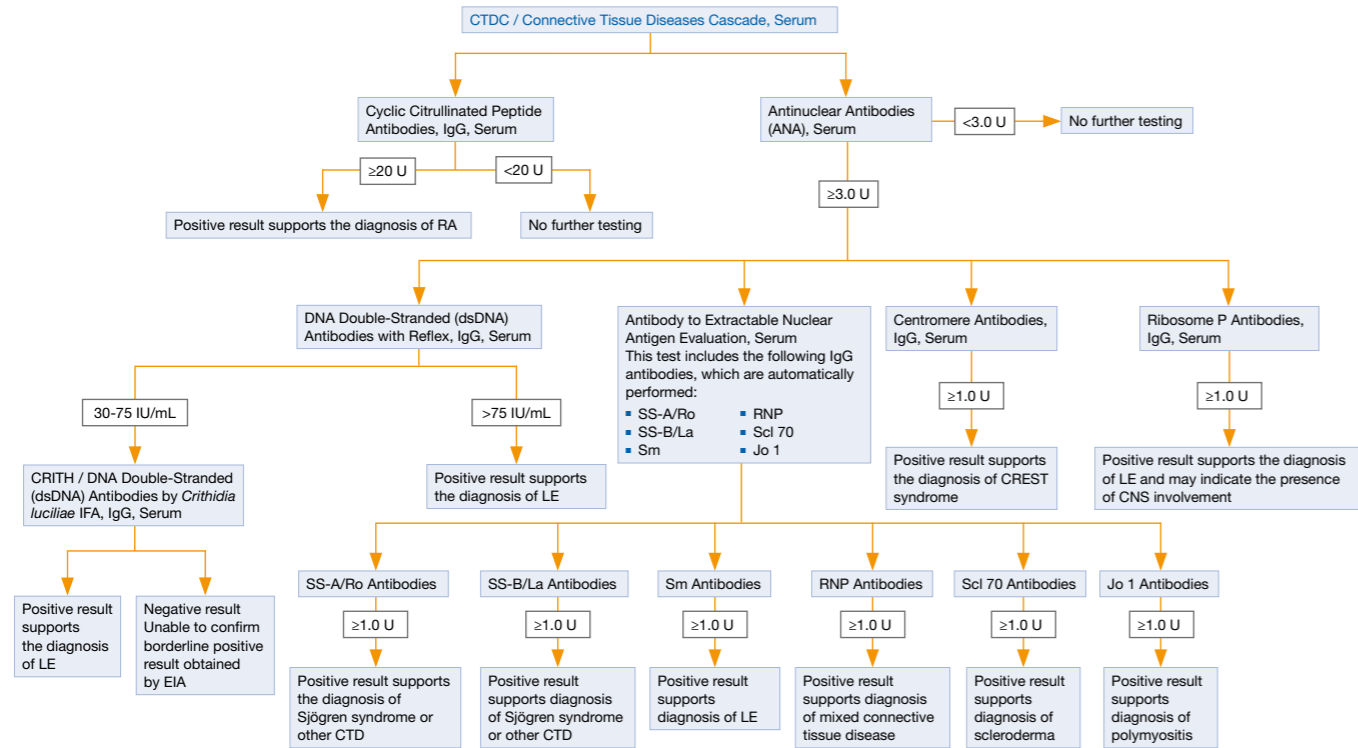 CTDC / Connective Tissue Diseases Cascade, Serum
Cyclic Citrullinated Peptide
Antibodies, IgG, Serum
Antinuclear Antibodies
(ANA), Serum
<3.0 U
No further testing
≥20 U
<20 U
≥3.0 U
Positive result supports the diagnosis of RA
No further testing
DNA Double-Stranded (dsDNA)
Antibodies with Reflex, IgG, Serum
Antibody to Extractable Nuclear
Antigen Evaluation, Serum
This test includes the following IgG
antibodies, which are automatically
performed:
▪ SS-A/Ro
▪ SS-B/La
▪ Sm
▪ RNP
▪ Scl 70
▪ Jo 1
Centromere Antibodies,
IgG, Serum
Ribosome P Antibodies,
IgG, Serum
30-75 IU/mL
>75 IU/mL
≥1.0 U
≥1.0 U
CRITH / DNA Double-Stranded
(dsDNA) Antibodies by Crithidia
luciliae IFA, IgG, Serum
Positive result supports
the diagnosis of LE
Positive result supports
the diagnosis of CREST
syndrome
Positive result supports the diagnosis
of LE and may indicate the presence
of CNS involvement
Positive result
supports
the diagnosis
of LE
Negative result
Unable to confirm
borderline positive
result obtained
by EIA
SS-A/Ro Antibodies
SS-B/La Antibodies
Sm Antibodies
RNP Antibodies
Scl 70 Antibodies
Jo 1 Antibodies
≥1.0 U
≥1.0 U
≥1.0 U
≥1.0 U
≥1.0 U
≥1.0 U
Positive result supports
the diagnosis of
Sjögren syndrome or
other CTD
Positive result
supports diagnosis
of Sjögren syndrome
or other CTD
Positive result
supports
diagnosis of LE
Positive result
supports diagnosis
of mixed connective
tissue disease
Positive result
supports
diagnosis of
scleroderma
Positive result
supports
diagnosis of
polymyositis